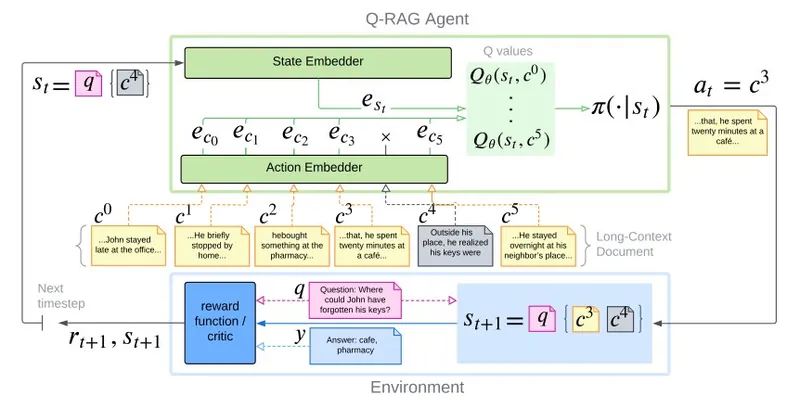 Q-RAG Agent
s_t = q { c^4 }
State Embedder
Q values
e_{s_t}
Q_θ(s_t, c^0)
⋮
Q_θ(s_t, c^5)
π(·|s_t)
a_t = c^3
...that, he spent
twenty minutes at a
café...
e_{c_0} e_{c_1} e_{c_2} e_{c_3} × e_{c_5}
Action Embedder
c^0 c^1 c^2 c^3 c^4 c^5
...John stayed
late at the office...
...He briefly
stopped by
home...
hebought
something at the
pharmacy...
...that, he spent
twenty minutes at
a café...
Outside his
place, he realized
his keys were
...He stayed
overnight at his
neighbor's place...
Long-Context
Document
Next
timestep
r_{t+1}, s_{t+1}
reward
function /
critic
q
Question: Where
could John have
forgotten his keys?
y
Answer: cafe,
pharmacy
s_{t+1} = q { c^3 c^4 }
Environment